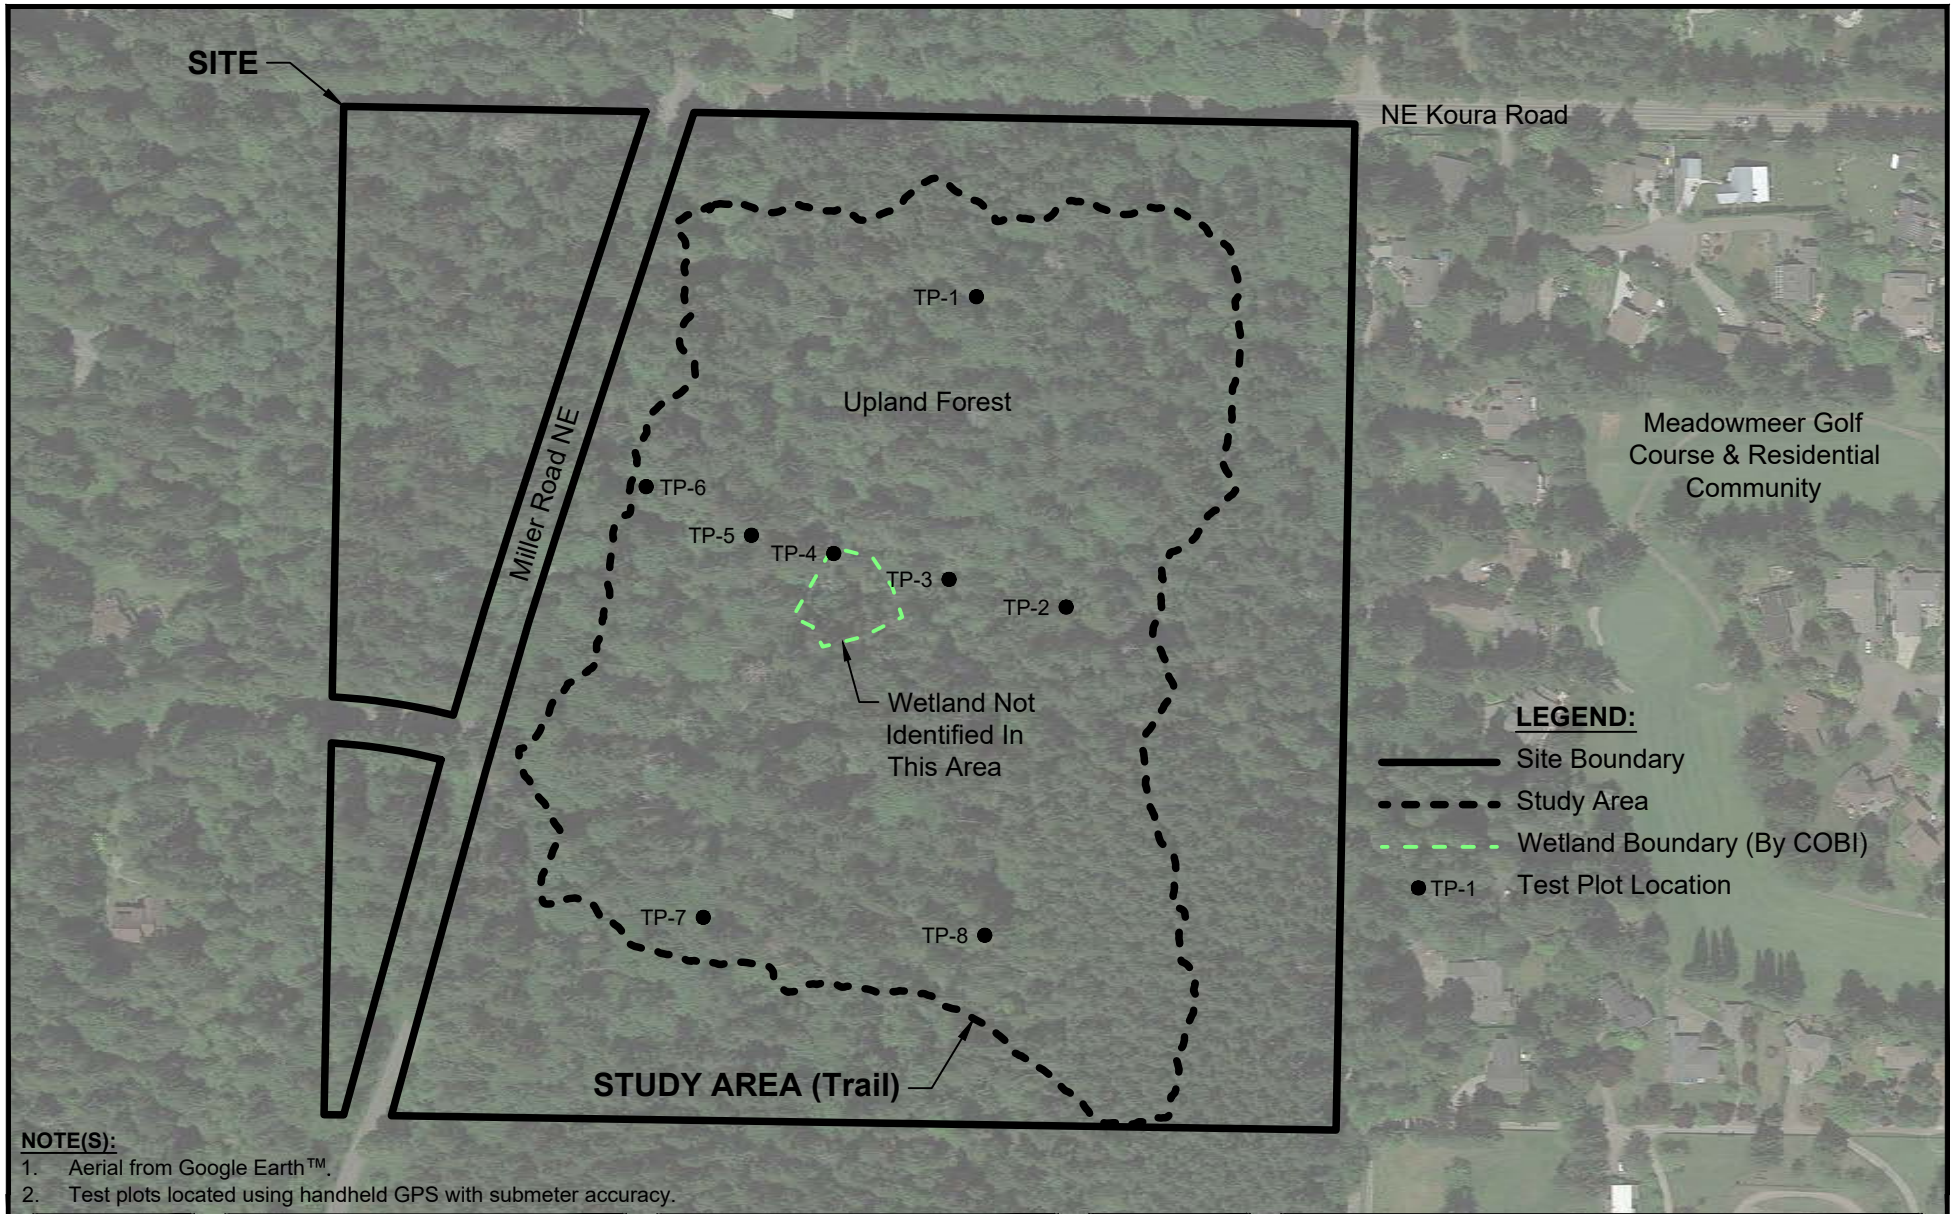 SITE
NE Koura Road
TP-1
Upland Forest
Meadowmeer Golf
Course & Residential
Community
Miller Road NE
TP-6
TP-5
TP-4
TP-3
TP-2
Wetland Not
Identified In
This Area
LEGEND:
Site Boundary
Study Area
Wetland Boundary (By COBI)
TP-1 Test Plot Location
TP-7
TP-8
STUDY AREA (Trail)
NOTE(S):
1. Aerial from Google Earth™.
2. Test plots located using handheld GPS with submeter accuracy.